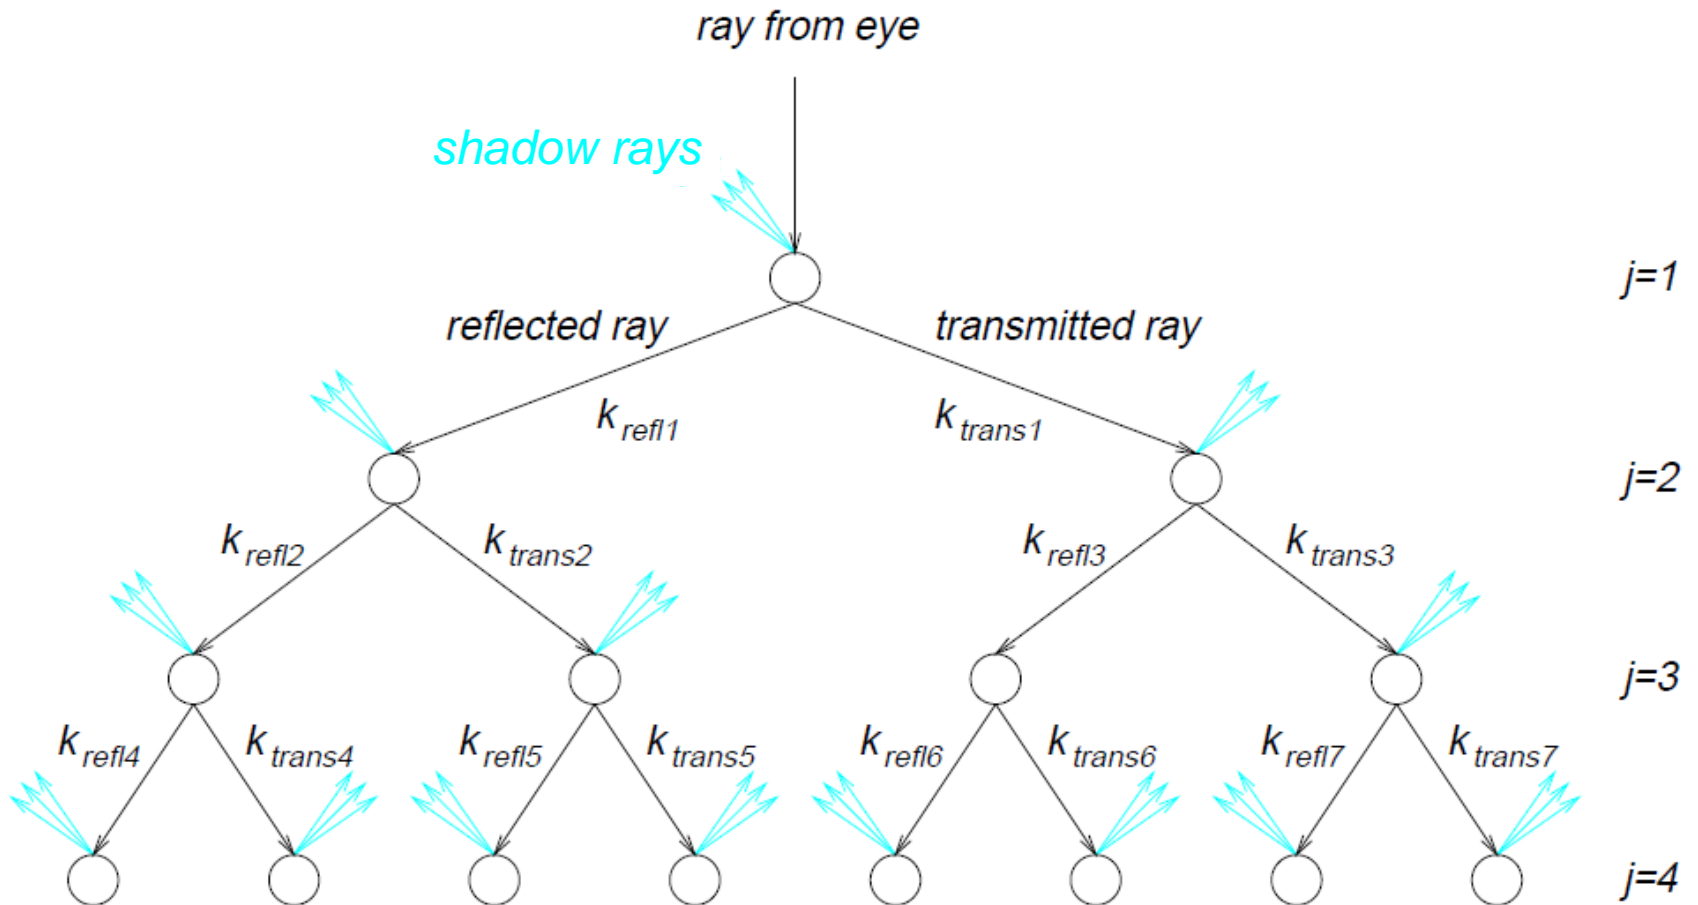 ray from eye
shadow rays
j=1
reflected ray
transmitted ray
k refl1
k trans1
j=2
k refl2
k trans2
k refl3
k trans3
j=3
k refl4
k trans4
k refl5
k trans5
k refl6
k trans6
k refl7
k trans7
j=4